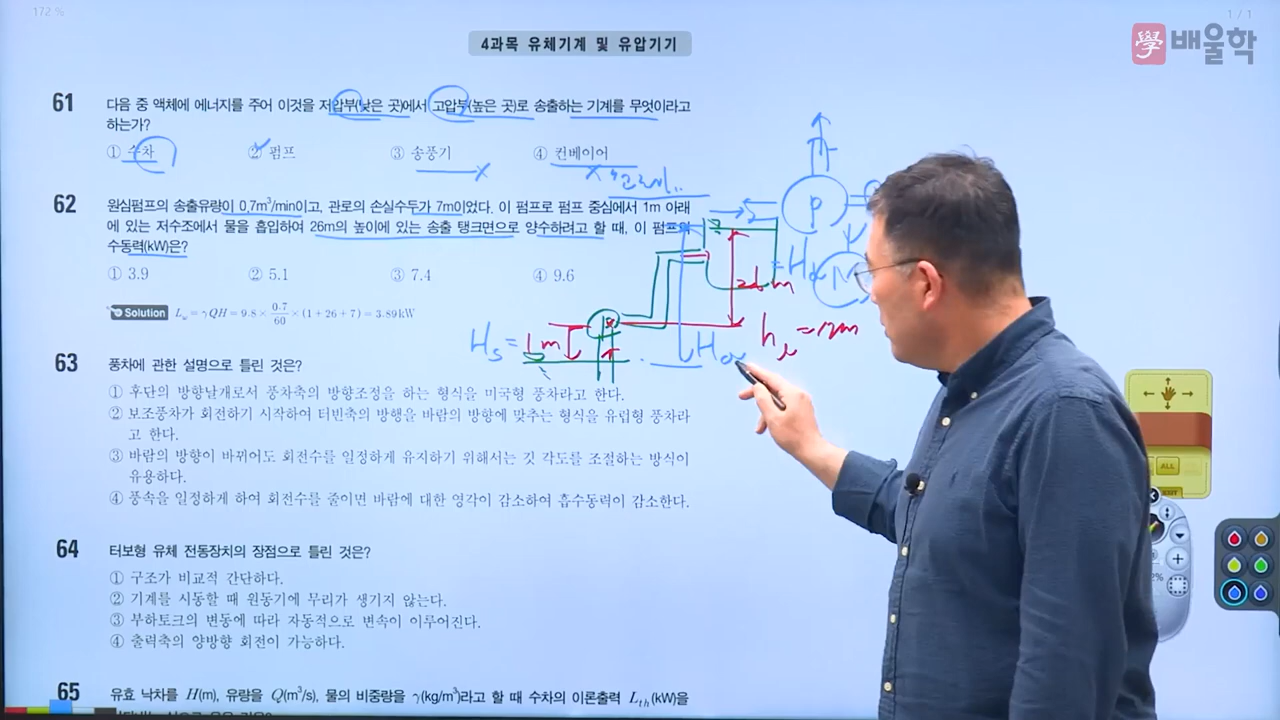 172.%
1 / 1
學 배울학
4과목 유체기계 및 유압기기
61 다음 중 액체에 에너지를 주어 이것을 저압부(낮은 곳)에서 고압부(높은 곳)로 송출하는 기계를 무엇이라고
하는가?
① 수차 ② 펌프 ③ 송풍기 ④ 컨베이어
62 원심펌프의 송출유량이 0.7m³/min이고, 관로의 손실수두가 7m이었다. 이 펌프로 펌프 중심에서 1m 아래
에 있는 저수조에서 물을 흡입하여 26m의 높이에 있는 송출 탱크면으로 양수하려고 할 때, 이 펌프의
수동력(kW)은?
① 3.9 ② 5.1 ③ 7.4 ④ 9.6
Solution L_w = γQH = 9.8 × 0.7/60 × (1 + 26 + 7) = 3.89kW
P
26m
Hs = 1m
63 풍차에 관한 설명으로 틀린 것은?
① 후단의 방향날개로서 풍차축의 방향조정을 하는 형식을 미국형 풍차라고 한다.
② 보조풍차가 회전하기 시작하여 터빈축의 방행을 바람의 방향에 맞추는 형식을 유럽형 풍차라
고 한다.
③ 바람의 방향이 바뀌어도 회전수를 일정하게 유지하기 위해서는 깃 각도를 조절하는 방식이
유용하다.
④ 풍속을 일정하게 하여 회전수를 줄이면 바람에 대한 영각이 감소하여 흡수동력이 감소한다.
ALL
64 터보형 유체 전동장치의 장점으로 틀린 것은?
① 구조가 비교적 간단하다.
② 기계를 시동할 때 원동기에 무리가 생기지 않는다.
③ 부하토크의 변동에 따라 자동적으로 변속이 이루어진다.
④ 출력축의 양방향 회전이 가능하다.
65 유효 낙차를 H(m), 유량을 Q(m³/s), 물의 비중량을 γ(kg/m³)라고 할 때 수차의 이론출력 L_th(kW)을